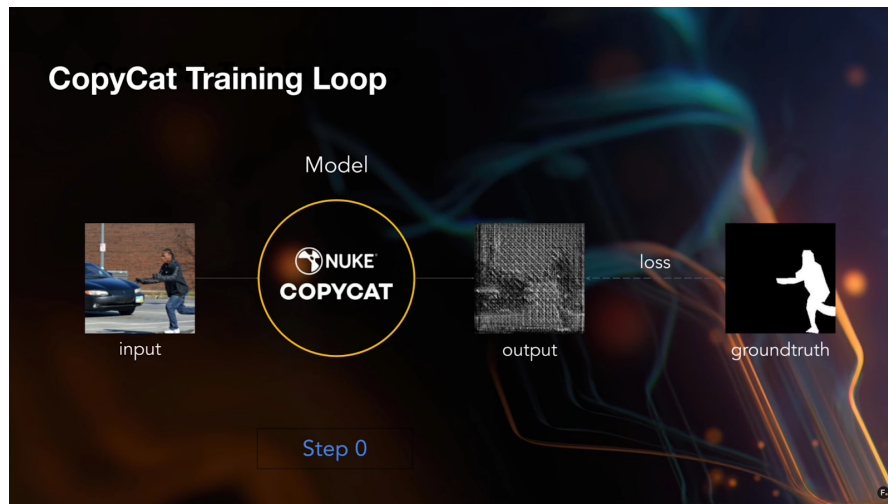 CopyCat Training Loop
Model
NUKE
COPYCAT
loss
input
output
groundtruth
Step 0